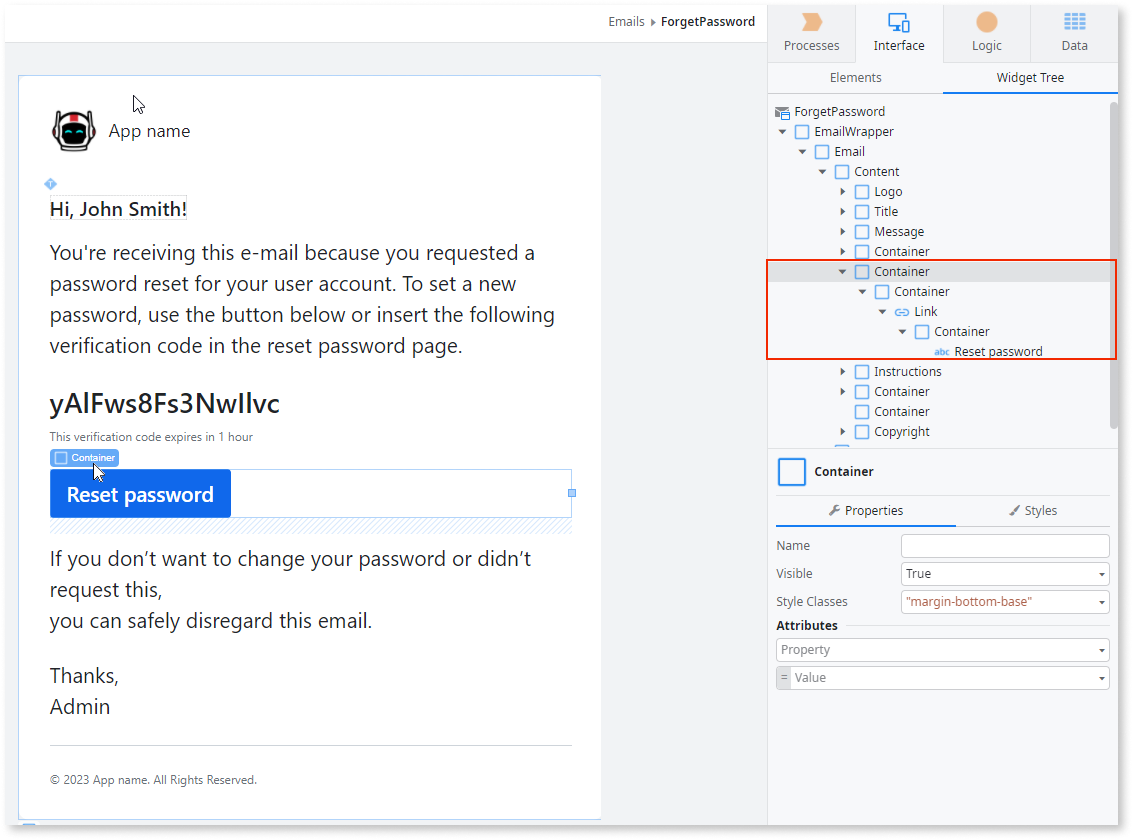 Emails ▸ ForgetPassword
App name
Hi, John Smith!
You're receiving this e-mail because you requested a
password reset for your user account. To set a new
password, use the button below or insert the following
verification code in the reset password page.
yAlFws8Fs3NwIlvc
This verification code expires in 1 hour
Container
Reset password
If you don’t want to change your password or didn’t
request this,
you can safely disregard this email.
Thanks,
Admin
© 2023 App name. All Rights Reserved.
Processes
Interface
Logic
Data
Elements
Widget Tree
ForgetPassword
EmailWrapper
Email
Content
Logo
Title
Message
Container
Container
Container
Link
Container
abc Reset password
Instructions
Container
Container
Copyright
Container
Properties
Styles
Name
Visible True
Style Classes "margin-bottom-base"
Attributes
Property
= Value